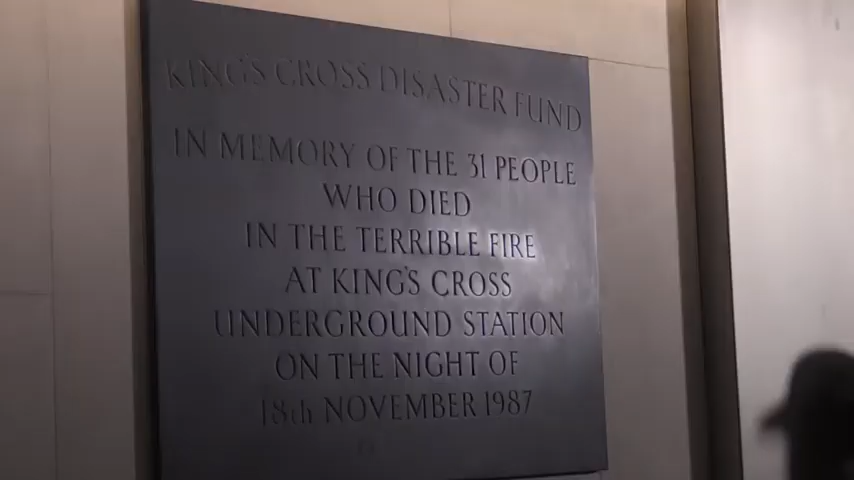 KING'S CROSS DISASTER FUND
IN MEMORY OF THE 31 PEOPLE
WHO DIED
IN THE TERRIBLE FIRE
AT KING'S CROSS
UNDERGROUND STATION
ON THE NIGHT OF
18th NOVEMBER 1987